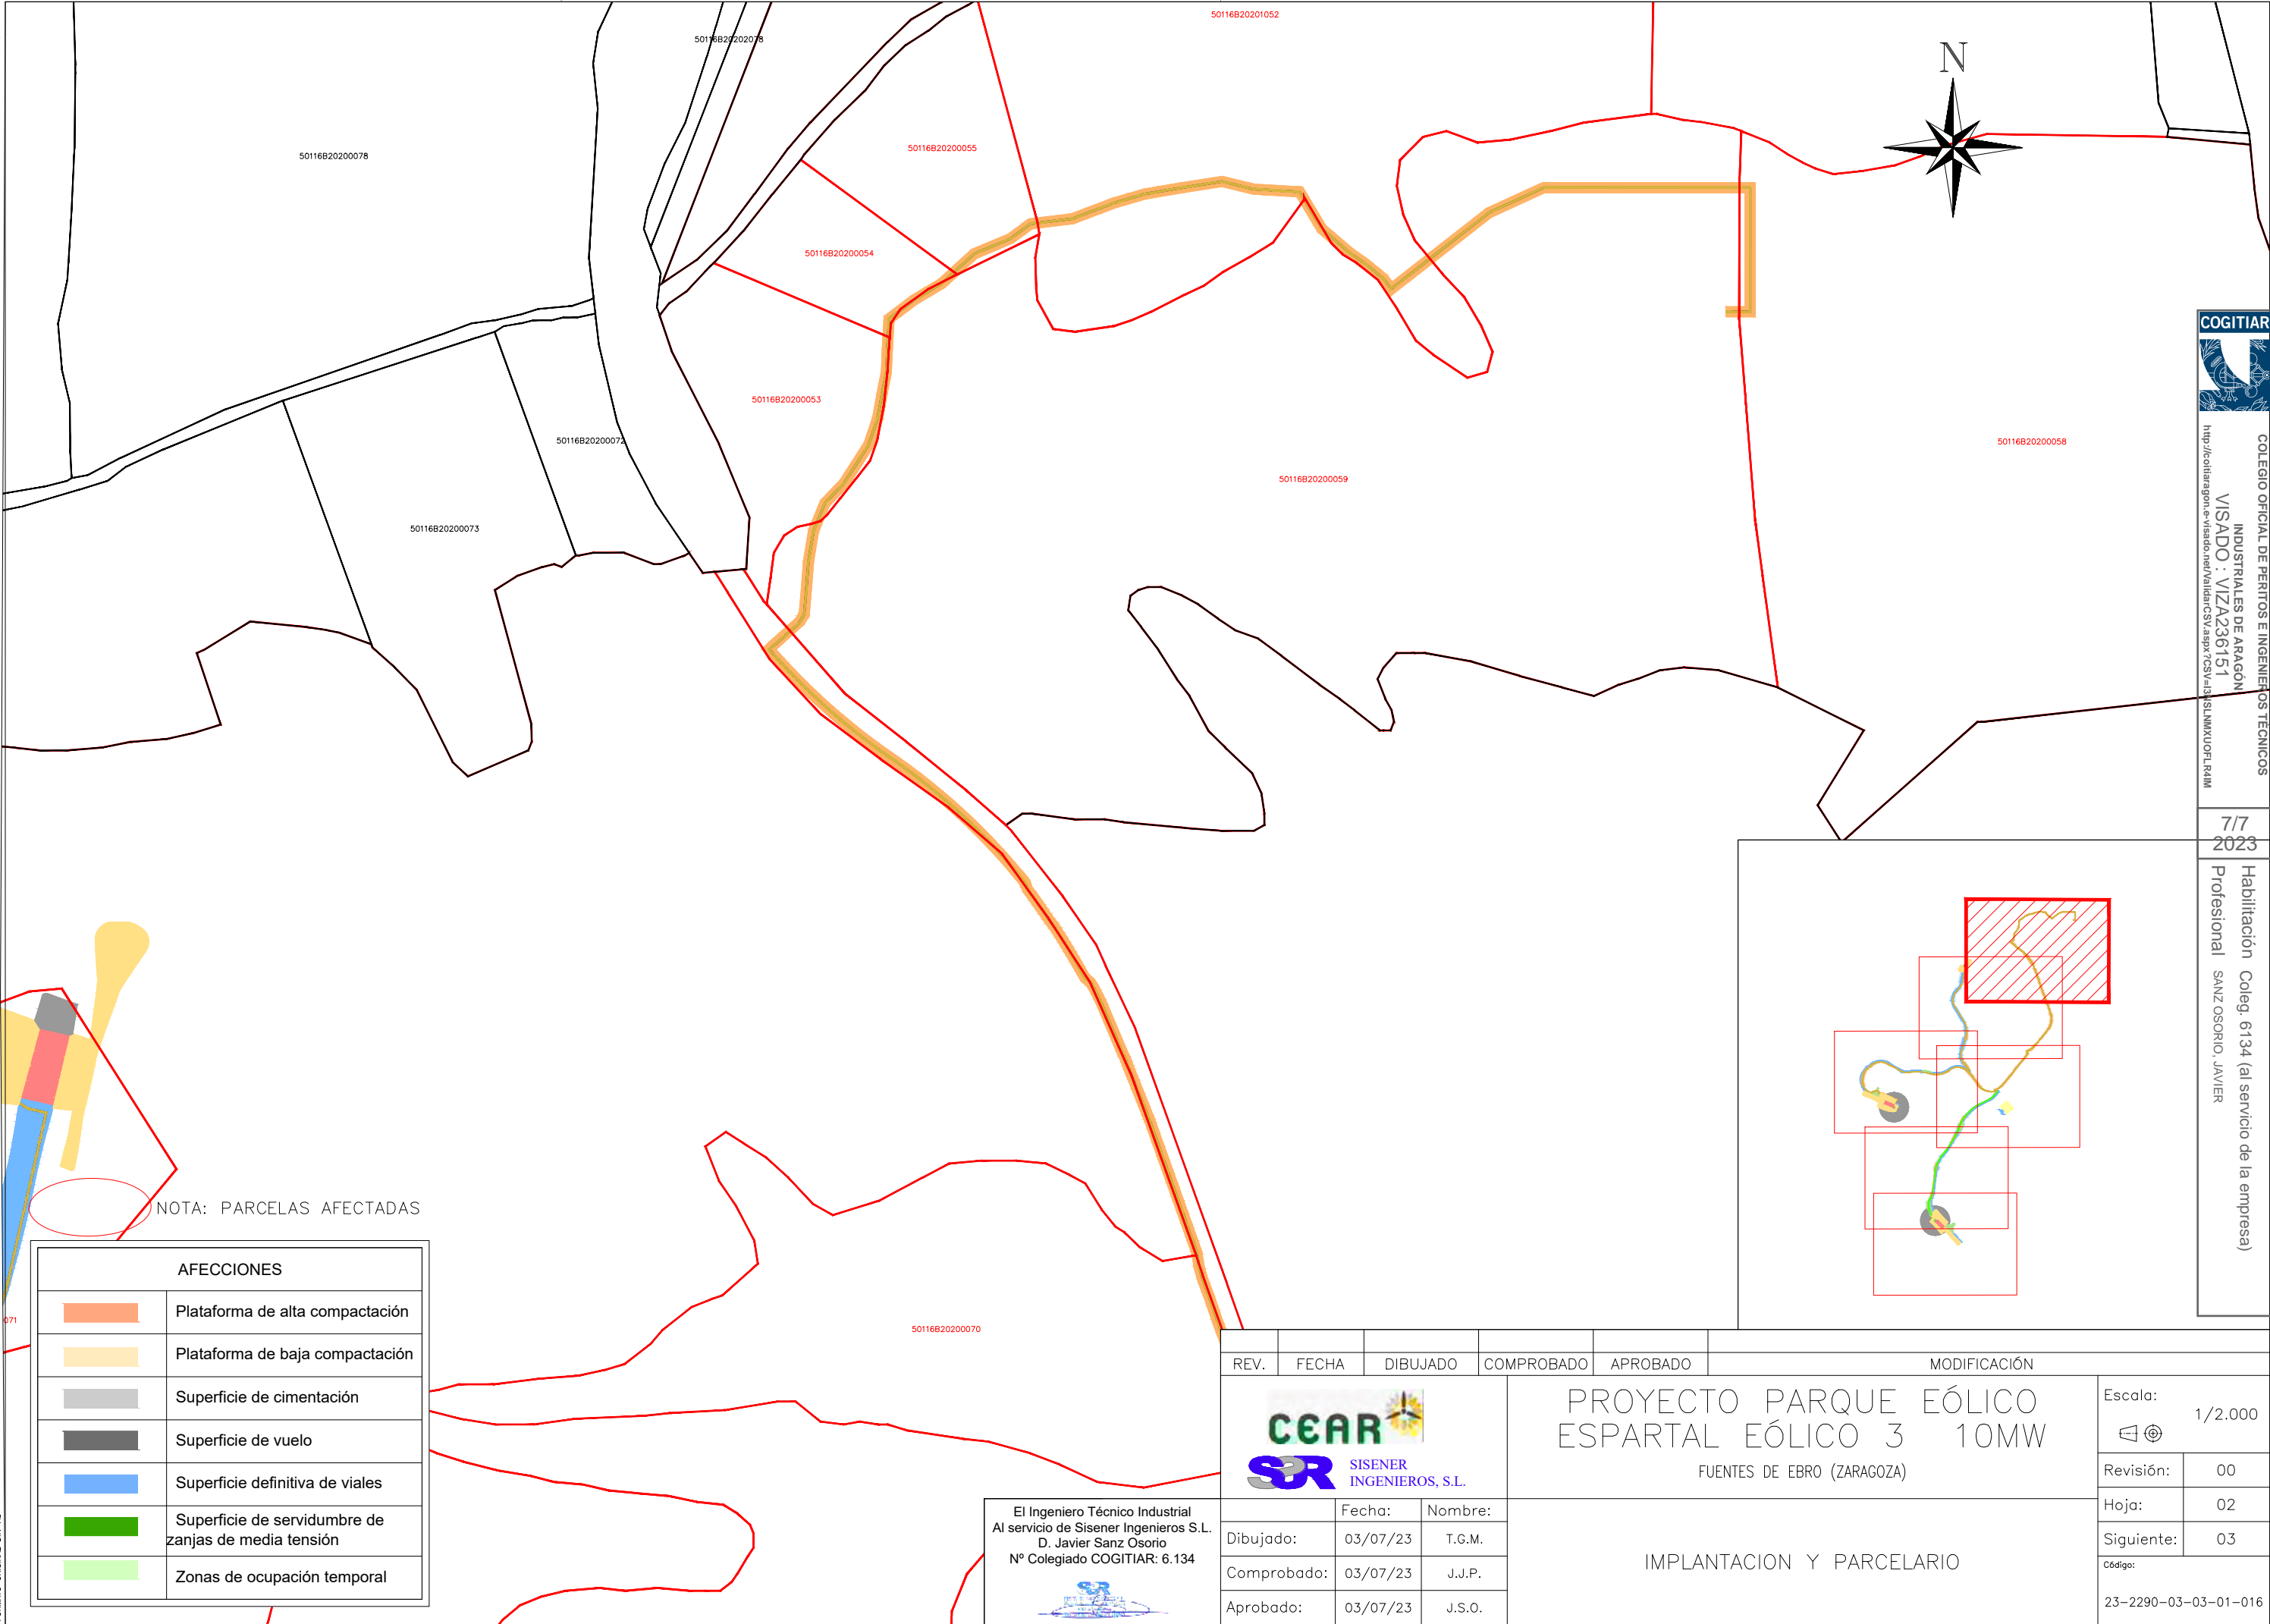 50116B20201052
50116B20202078
N
50116B20200078
50116B20200055
50116B20200054
50116B20200053
50116B20200072
50116B20200058
50116B20200059
50116B20200073
COGITIAR
COLEGIO OFICIAL DE PERITOS E INGENIEROS TÉCNICOS
INDUSTRIALES DE ARAGÓN
VISADO : VIZA236151
7/7
2023
Habilitación Coleg. 6134 (al servicio de la empresa)
Profesional SANZ OSORIO, JAVIER
NOTA: PARCELAS AFECTADAS
071
50116B20200070
AFECCIONES
Plataforma de alta compactación
Plataforma de baja compactación
Superficie de cimentación
Superficie de vuelo
Superficie definitiva de viales
Superficie de servidumbre de
zanjas de media tensión
Zonas de ocupación temporal
El Ingeniero Técnico Industrial
Al servicio de Sisener Ingenieros S.L.
D. Javier Sanz Osorio
Nº Colegiado COGITIAR: 6.134
REV. FECHA DIBUJADO COMPROBADO APROBADO MODIFICACIÓN
CEAR
SISENER
INGENIEROS, S.L.
PROYECTO PARQUE EÓLICO
ESPARTAL EÓLICO 3 10MW
FUENTES DE EBRO (ZARAGOZA)
Escala:
1/2.000
Revisión: 00
Hoja: 02
Siguiente: 03
Código:
23-2290-03-03-01-016
Fecha: Nombre:
Dibujado: 03/07/23 T.G.M.
Comprobado: 03/07/23 J.J.P.
Aprobado: 03/07/23 J.S.O.
IMPLANTACION Y PARCELARIO